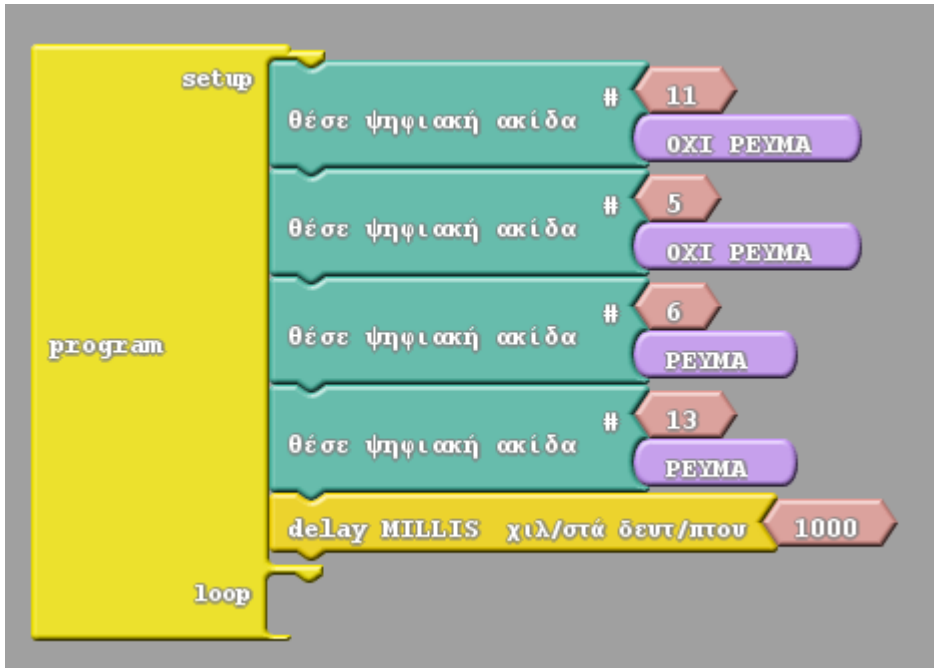 setup
# 11
θέσε ψηφιακή ακίδα
ΟΧΙ ΡΕΥΜΑ
# 5
θέσε ψηφιακή ακίδα
ΟΧΙ ΡΕΥΜΑ
# 6
θέσε ψηφιακή ακίδα
program
ΡΕΥΜΑ
# 13
θέσε ψηφιακή ακίδα
ΡΕΥΜΑ
delay MILLIS χιλ/στά δευτ/πτου 1000
loop